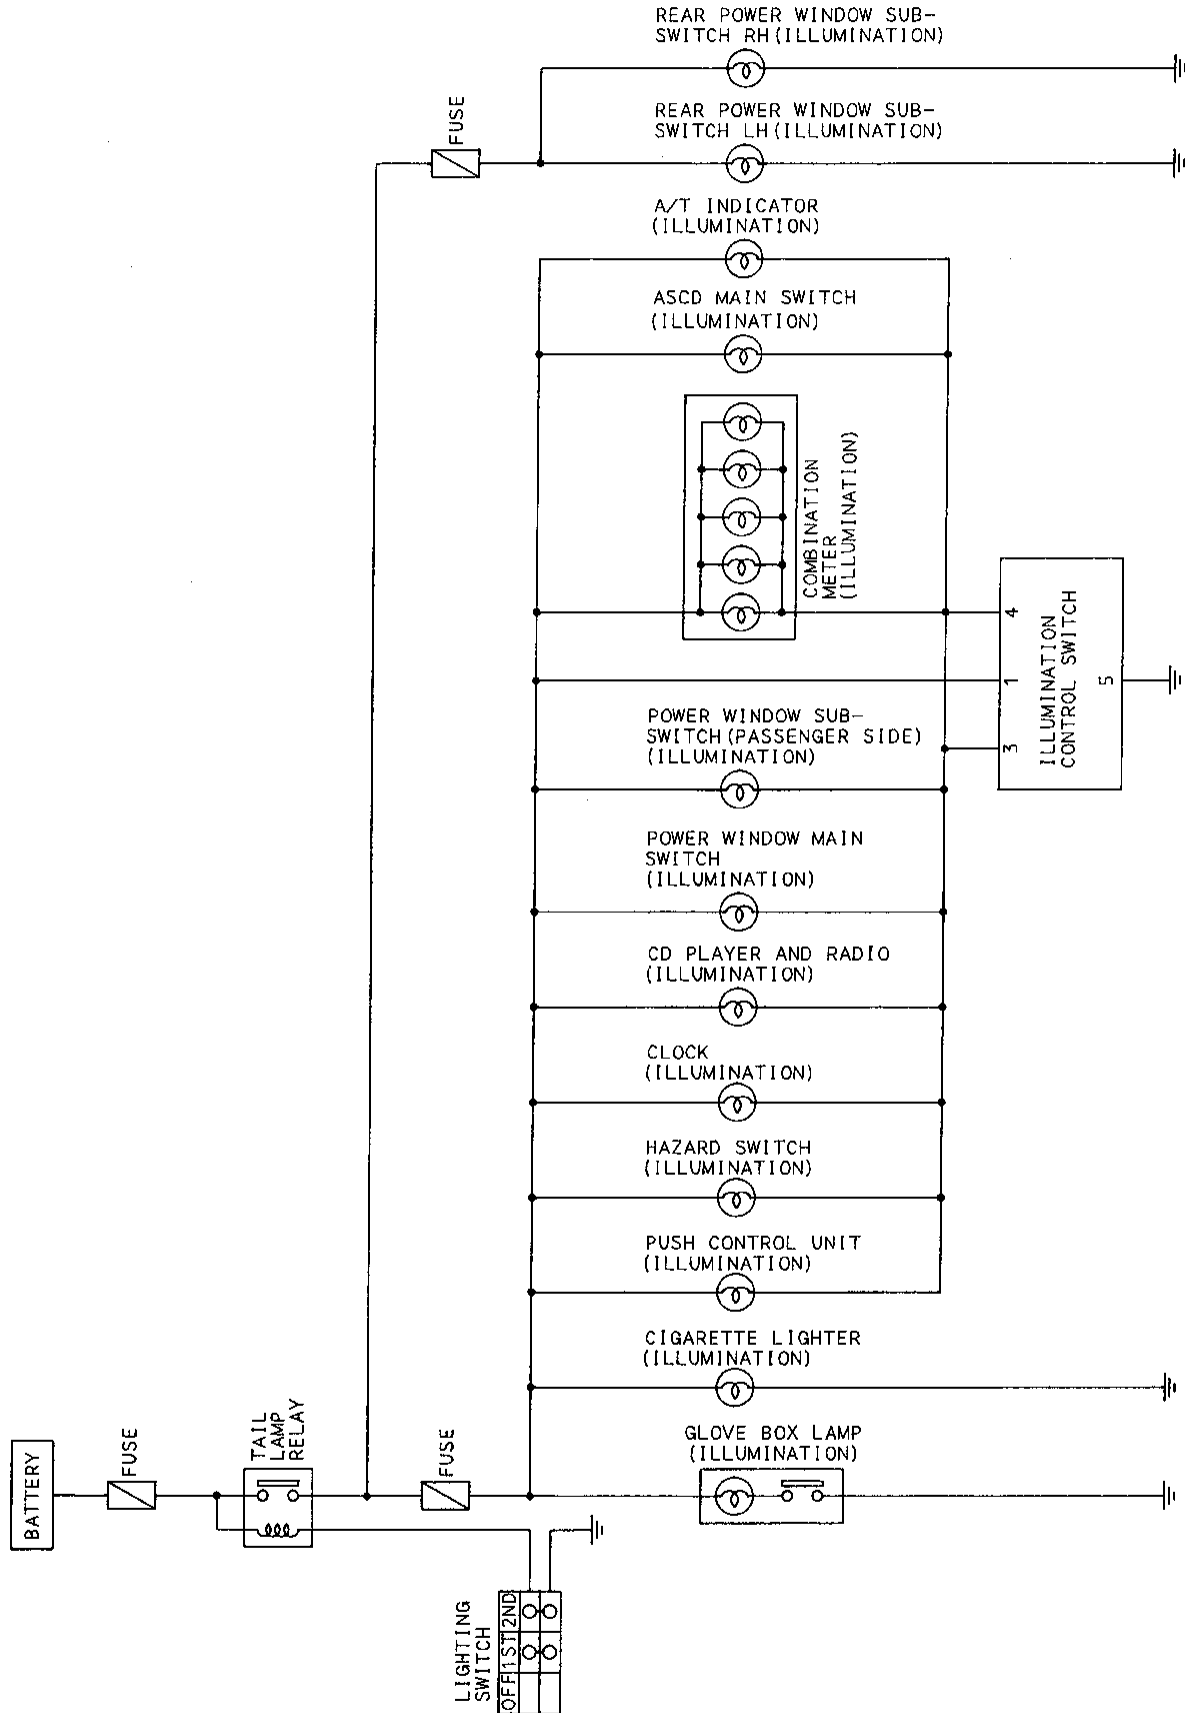 REAR POWER WINDOW SUB-
SWITCH RH(ILLUMINATION)
FUSE
REAR POWER WINDOW SUB-
SWITCH LH(ILLUMINATION)
A/T INDICATOR
(ILLUMINATION)
ASCD MAIN SWITCH
(ILLUMINATION)
COMBINATION
METER
(ILLUMINATION)
4
1
3
5
ILLUMINATION
CONTROL SWITCH
POWER WINDOW SUB-
SWITCH(PASSENGER SIDE)
(ILLUMINATION)
POWER WINDOW MAIN
SWITCH
(ILLUMINATION)
CD PLAYER AND RADIO
(ILLUMINATION)
CLOCK
(ILLUMINATION)
HAZARD SWITCH
(ILLUMINATION)
PUSH CONTROL UNIT
(ILLUMINATION)
CIGARETTE LIGHTER
(ILLUMINATION)
BATTERY
FUSE
TAIL
LAMP
RELAY
FUSE
GLOVE BOX LAMP
(ILLUMINATION)
LIGHTING
SWITCH
OFF 1ST 2ND